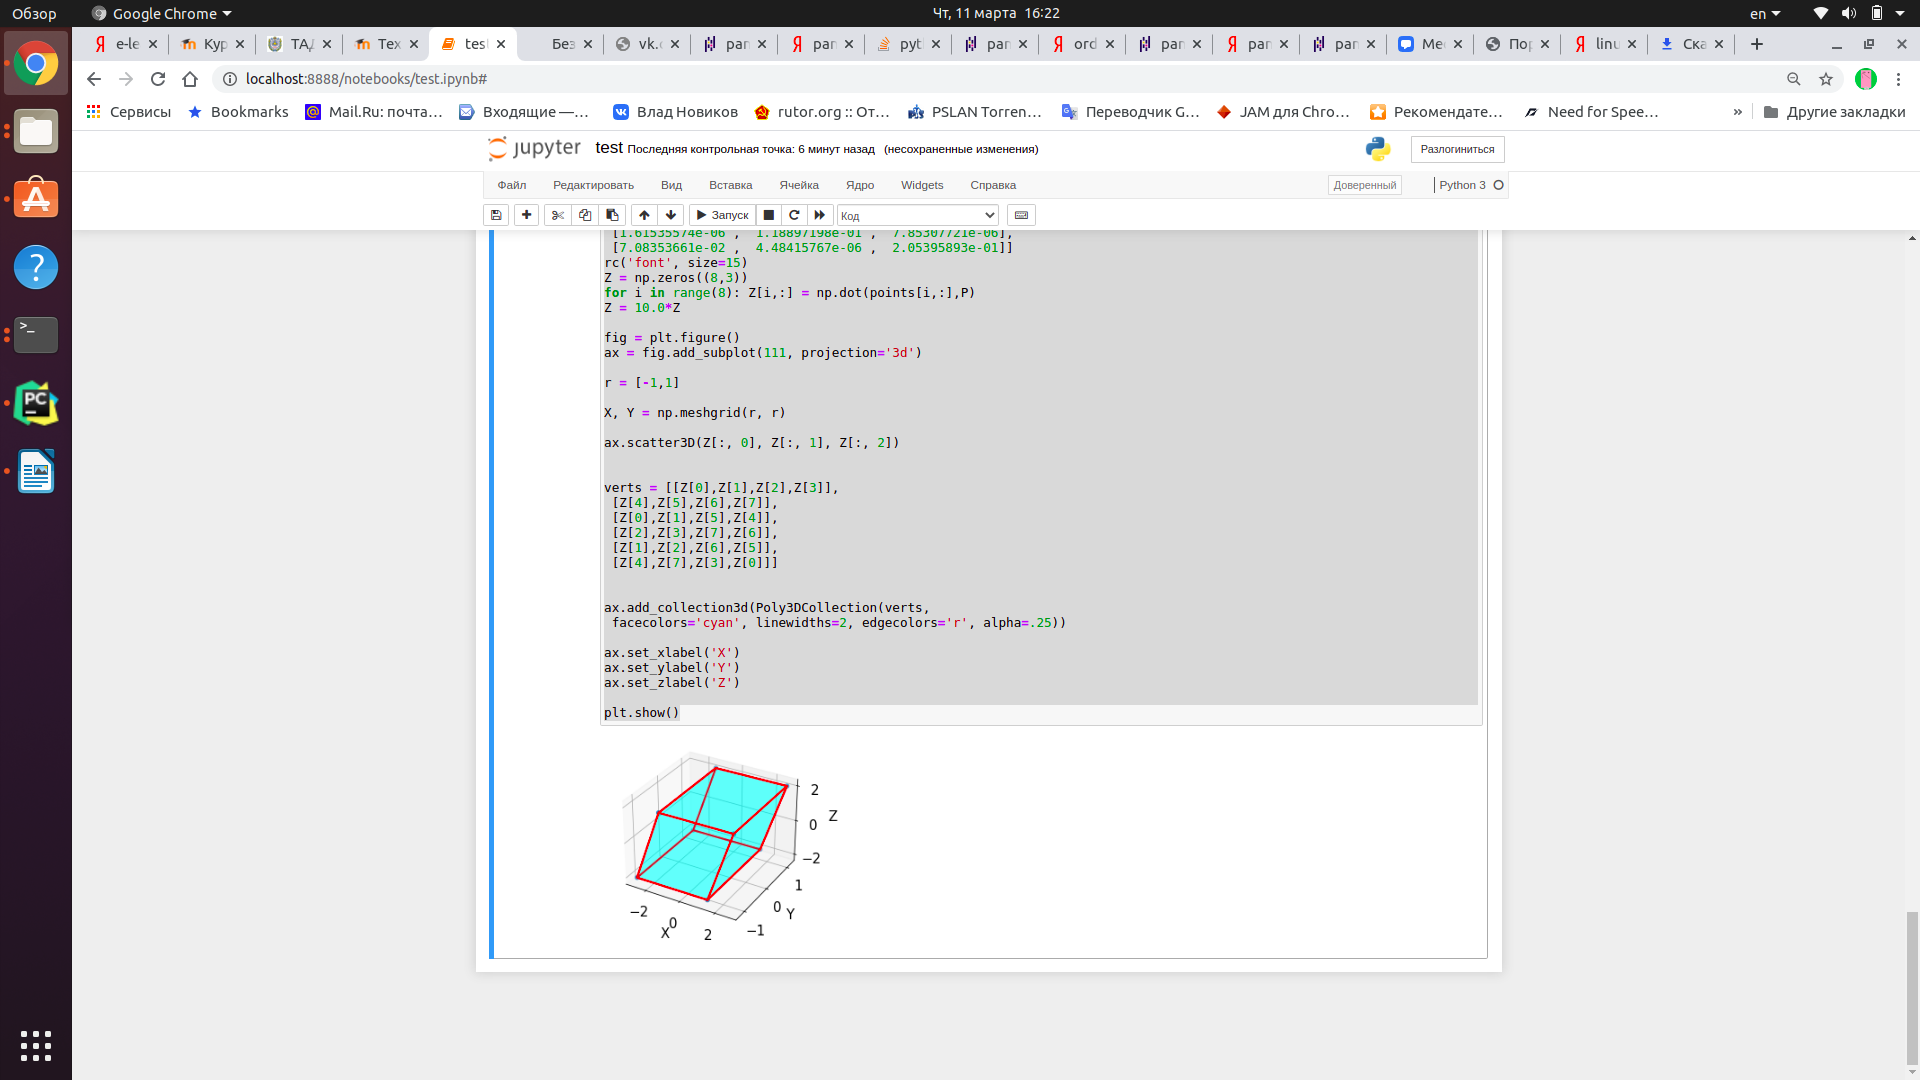 Обзор
Google Chrome
Чт, 11 марта 16:22
en
e-le
Кур
ТАД
Тех
test
Без
vk.c
pan
pan
pyt
pan
ord
pan
pan
pan
Мес
Пор
linu
Ска
localhost:8888/notebooks/test.ipynb#
Сервисы
Bookmarks
Mail.Ru: почта…
Входящие —…
Влад Новиков
rutor.org :: От…
PSLAN Torren…
Переводчик G…
JAM для Chro…
Рекомендате…
Need for Spee…
»
Другие закладки
jupyter
test Последняя контрольная точка: 6 минут назад (несохраненные изменения)
Разлогиниться
Файл
Редактировать
Вид
Вставка
Ячейка
Ядро
Widgets
Справка
Доверенный
Python 3
Запуск
Код
[1.61535574e-06 , 1.18897198e-01 , 7.85307721e-06],
[7.08353661e-02 , 4.48415767e-06 , 2.05395893e-01]]
rc('font', size=15)
Z = np.zeros((8,3))
for i in range(8): Z[i,:] = np.dot(points[i,:],P)
Z = 10.0*Z
fig = plt.figure()
ax = fig.add_subplot(111, projection='3d')
r = [-1,1]
X, Y = np.meshgrid(r, r)
ax.scatter3D(Z[:, 0], Z[:, 1], Z[:, 2])
verts = [[Z[0],Z[1],Z[2],Z[3]],
[Z[4],Z[5],Z[6],Z[7]],
[Z[0],Z[1],Z[5],Z[4]],
[Z[2],Z[3],Z[7],Z[6]],
[Z[1],Z[2],Z[6],Z[5]],
[Z[4],Z[7],Z[3],Z[0]]]
ax.add_collection3d(Poly3DCollection(verts,
facecolors='cyan', linewidths=2, edgecolors='r', alpha=.25))
ax.set_xlabel('X')
ax.set_ylabel('Y')
ax.set_zlabel('Z')
plt.show()
2
0
−2
Z
1
0
−1
Y
−2
0
2
X